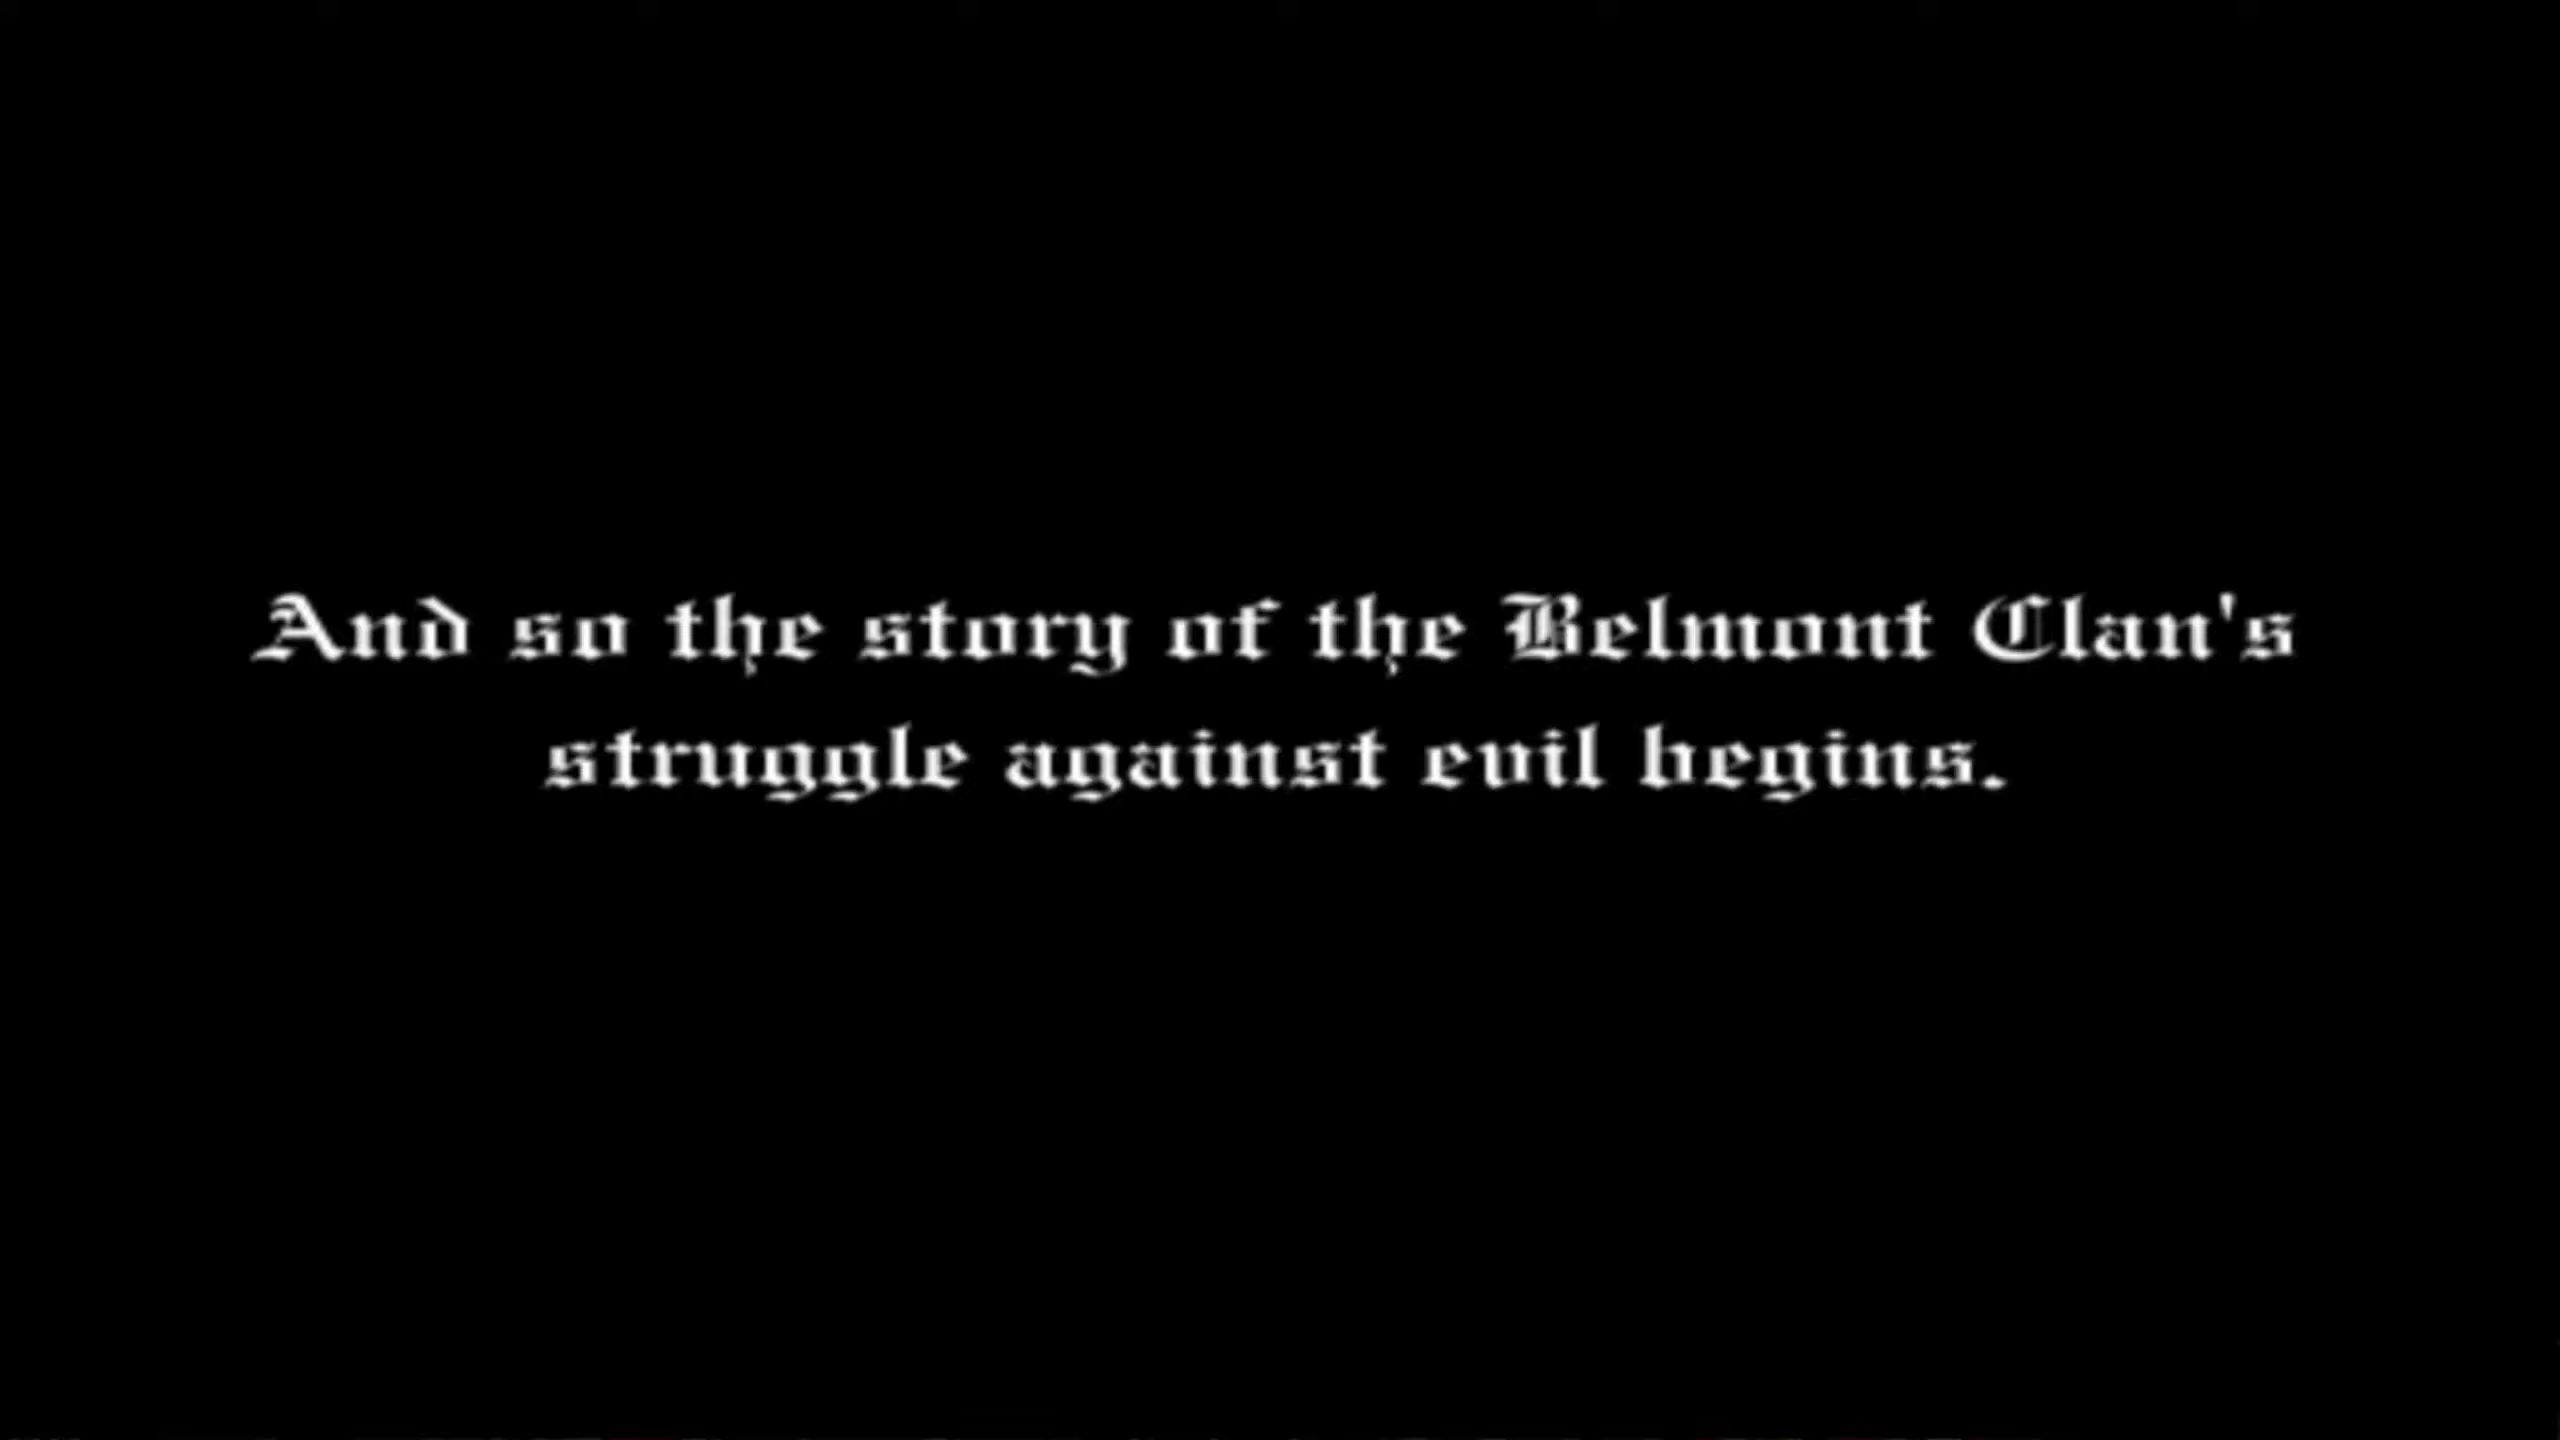 And so the story of the Belmont Clan's
struggle against evil begins.